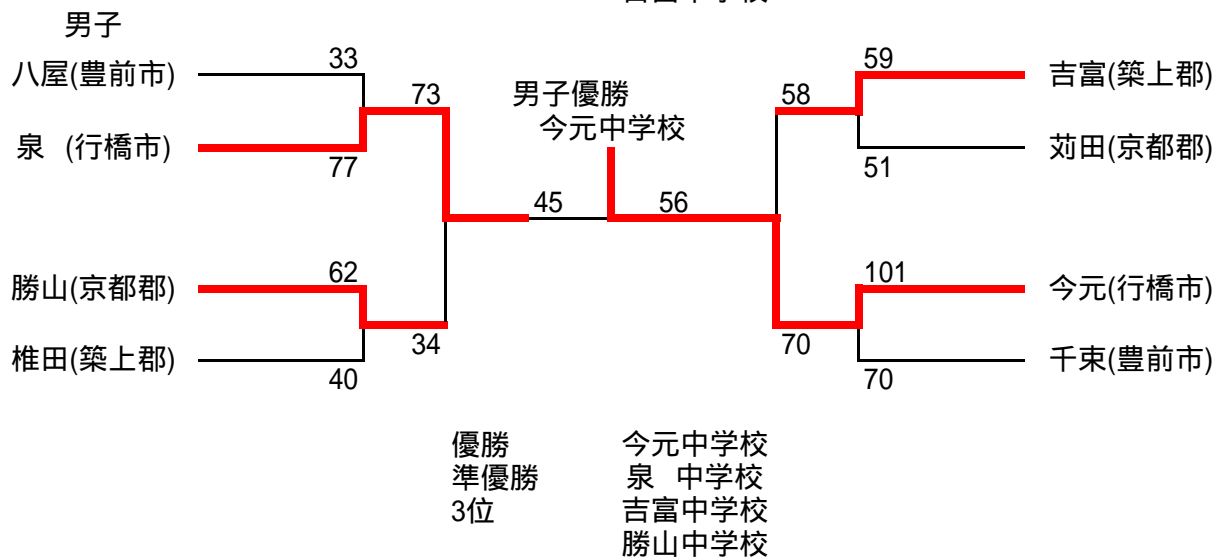 男子
八屋(豊前市)
33
泉 (行橋市)
77
73
勝山(京都郡)
62
椎田(築上郡)
40
34
男子優勝
今元中学校
45
56
59
吉富(築上郡)
58
苅田(京都郡)
51
101
今元(行橋市)
70
千束(豊前市)
70
優勝 今元中学校
準優勝 泉 中学校
3位 吉富中学校
勝山中学校